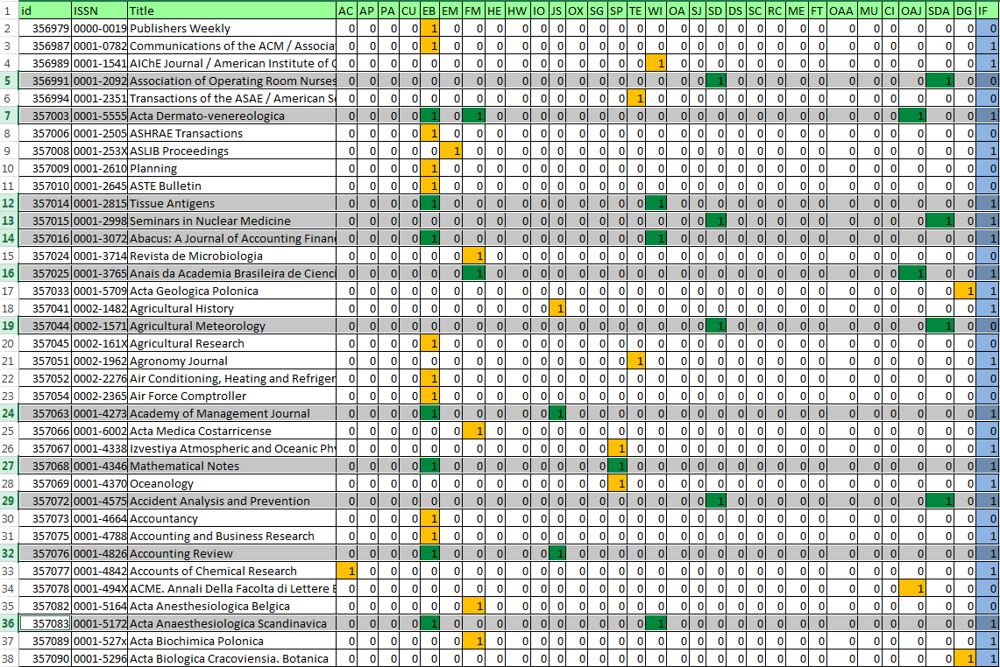 1 id ISSN Title AC AP PA CU EB EM FM HE HW IO JS OX SG SP TE WI OA SJ SD DS SC RC ME FT OAA MU CI OAJ SDA DG IF
2 356979 0000-0019 Publishers Weekly 0 0 0 0 1 0 0 0 0 0 0 0 0 0 0 0 0 0 0 0 0 0 0 0 0 0 0 0 0 0 0
3 356987 0001-0782 Communications of the ACM / Associa 0 0 0 0 1 0 0 0 0 0 0 0 0 0 0 0 0 0 0 0 0 0 0 0 0 0 0 0 0 0 1
4 356989 0001-1541 AIChE Journal / American Institute of C 0 0 0 0 0 0 0 0 0 0 0 0 0 0 0 1 0 0 0 0 0 0 0 0 0 0 0 0 0 0 1
5 356991 0001-2092 Association of Operating Room Nurses 0 0 0 0 0 0 0 0 0 0 0 0 0 0 0 0 0 0 1 0 0 0 0 0 0 0 0 0 1 0 0
6 356994 0001-2351 Transactions of the ASAE / American S 0 0 0 0 0 0 0 0 0 0 0 0 0 0 1 0 0 0 0 0 0 0 0 0 0 0 0 0 0 0 0
7 357003 0001-5555 Acta Dermato-venereologica 0 0 0 0 1 0 1 0 0 0 0 0 0 0 0 0 0 0 0 0 0 0 0 0 0 0 0 1 0 0 1
8 357006 0001-2505 ASHRAE Transactions 0 0 0 0 1 0 0 0 0 0 0 0 0 0 0 0 0 0 0 0 0 0 0 0 0 0 0 0 0 0 0
9 357008 0001-253X ASLIB Proceedings 0 0 0 0 0 1 0 0 0 0 0 0 0 0 0 0 0 0 0 0 0 0 0 0 0 0 0 0 0 0 0
10 357009 0001-2610 Planning 0 0 0 0 1 0 0 0 0 0 0 0 0 0 0 0 0 0 0 0 0 0 0 0 0 0 0 0 0 0 0
11 357010 0001-2645 ASTE Bulletin 0 0 0 0 1 0 0 0 0 0 0 0 0 0 0 0 0 0 0 0 0 0 0 0 0 0 0 0 0 0 0
12 357014 0001-2815 Tissue Antigens 0 0 0 0 1 0 0 0 0 0 0 0 0 0 0 1 0 0 0 0 0 0 0 0 0 0 0 0 0 0 1
13 357015 0001-2998 Seminars in Nuclear Medicine 0 0 0 0 0 0 0 0 0 0 0 0 0 0 0 0 0 0 1 0 0 0 0 0 0 0 0 0 1 0 1
14 357016 0001-3072 Abacus: A Journal of Accounting Finan 0 0 0 0 1 0 0 0 0 0 0 0 0 0 0 1 0 0 0 0 0 0 0 0 0 0 0 0 0 0 1
15 357024 0001-3714 Revista de Microbiologia 0 0 0 0 0 0 1 0 0 0 0 0 0 0 0 0 0 0 0 0 0 0 0 0 0 0 0 0 0 0 0
16 357025 0001-3765 Anais da Academia Brasileira de Cienci 0 0 0 0 0 0 1 0 0 0 0 0 0 0 0 0 0 0 0 0 0 0 0 0 0 0 0 1 0 0 1
17 357033 0001-5709 Acta Geologica Polonica 0 0 0 0 0 0 0 0 0 0 0 0 0 0 0 0 0 0 0 0 0 0 0 0 0 0 0 0 0 1 1
18 357041 0002-1482 Agricultural History 0 0 0 0 0 0 0 0 0 0 1 0 0 0 0 0 0 0 0 0 0 0 0 0 0 0 0 0 0 0 1
19 357044 0002-1571 Agricultural Meteorology 0 0 0 0 0 0 0 0 0 0 0 0 0 0 0 0 0 0 1 0 0 0 0 0 0 0 0 0 1 0 0
20 357045 0002-161X Agricultural Research 0 0 0 0 1 0 0 0 0 0 0 0 0 0 0 0 0 0 0 0 0 0 0 0 0 0 0 0 0 0 0
21 357051 0002-1962 Agronomy Journal 0 0 0 0 0 0 0 0 0 0 0 0 0 0 1 0 0 0 0 0 0 0 0 0 0 0 0 0 0 0 1
22 357052 0002-2276 Air Conditioning, Heating and Refriger 0 0 0 0 1 0 0 0 0 0 0 0 0 0 0 0 0 0 0 0 0 0 0 0 0 0 0 0 0 0 0
23 357054 0002-2365 Air Force Comptroller 0 0 0 0 1 0 0 0 0 0 0 0 0 0 0 0 0 0 0 0 0 0 0 0 0 0 0 0 0 0 0
24 357063 0001-4273 Academy of Management Journal 0 0 0 0 1 0 0 0 0 0 1 0 0 0 0 0 0 0 0 0 0 0 0 0 0 0 0 0 0 0 1
25 357066 0001-6002 Acta Medica Costarricense 0 0 0 0 0 0 1 0 0 0 0 0 0 0 0 0 0 0 0 0 0 0 0 0 0 0 0 0 0 0 0
26 357067 0001-4338 Izvestiya Atmospheric and Oceanic Phy 0 0 0 0 0 0 0 0 0 0 0 0 0 1 0 0 0 0 0 0 0 0 0 0 0 0 0 0 0 0 1
27 357068 0001-4346 Mathematical Notes 0 0 0 0 1 0 0 0 0 0 0 0 0 1 0 0 0 0 0 0 0 0 0 0 0 0 0 0 0 0 1
28 357069 0001-4370 Oceanology 0 0 0 0 0 0 0 0 0 0 0 0 0 1 0 0 0 0 0 0 0 0 0 0 0 0 0 0 0 0 1
29 357072 0001-4575 Accident Analysis and Prevention 0 0 0 0 0 0 0 0 0 0 0 0 0 0 0 0 0 0 1 0 0 0 0 0 0 0 0 0 1 0 1
30 357073 0001-4664 Accountancy 0 0 0 0 1 0 0 0 0 0 0 0 0 0 0 0 0 0 0 0 0 0 0 0 0 0 0 0 0 0 0
31 357075 0001-4788 Accounting and Business Research 0 0 0 0 1 0 0 0 0 0 0 0 0 0 0 0 0 0 0 0 0 0 0 0 0 0 0 0 0 0 1
32 357076 0001-4826 Accounting Review 0 0 0 0 1 0 0 0 0 0 1 0 0 0 0 0 0 0 0 0 0 0 0 0 0 0 0 0 0 0 1
33 357077 0001-4842 Accounts of Chemical Research 1 0 0 0 0 0 0 0 0 0 0 0 0 0 0 0 0 0 0 0 0 0 0 0 0 0 0 0 0 0 1
34 357078 0001-494X ACME. Annali Della Facolta di Lettere E 0 0 0 0 0 0 0 0 0 0 0 0 0 0 0 0 0 0 0 0 0 0 0 0 0 0 0 1 0 0 0
35 357082 0001-5164 Acta Anesthesiologica Belgica 0 0 0 0 0 0 1 0 0 0 0 0 0 0 0 0 0 0 0 0 0 0 0 0 0 0 0 0 0 0 1
36 357083 0001-5172 Acta Anaesthesiologica Scandinavica 0 0 0 0 1 0 0 0 0 0 0 0 0 0 0 1 0 0 0 0 0 0 0 0 0 0 0 0 0 0 1
37 357089 0001-527x Acta Biochimica Polonica 0 0 0 0 0 0 1 0 0 0 0 0 0 0 0 0 0 0 0 0 0 0 0 0 0 0 0 0 0 0 1
38 357090 0001-5296 Acta Biologica Cracoviensia. Botanica 0 0 0 0 0 0 0 0 0 0 0 0 0 0 0 0 0 0 0 0 0 0 0 0 0 0 0 0 0 1 1